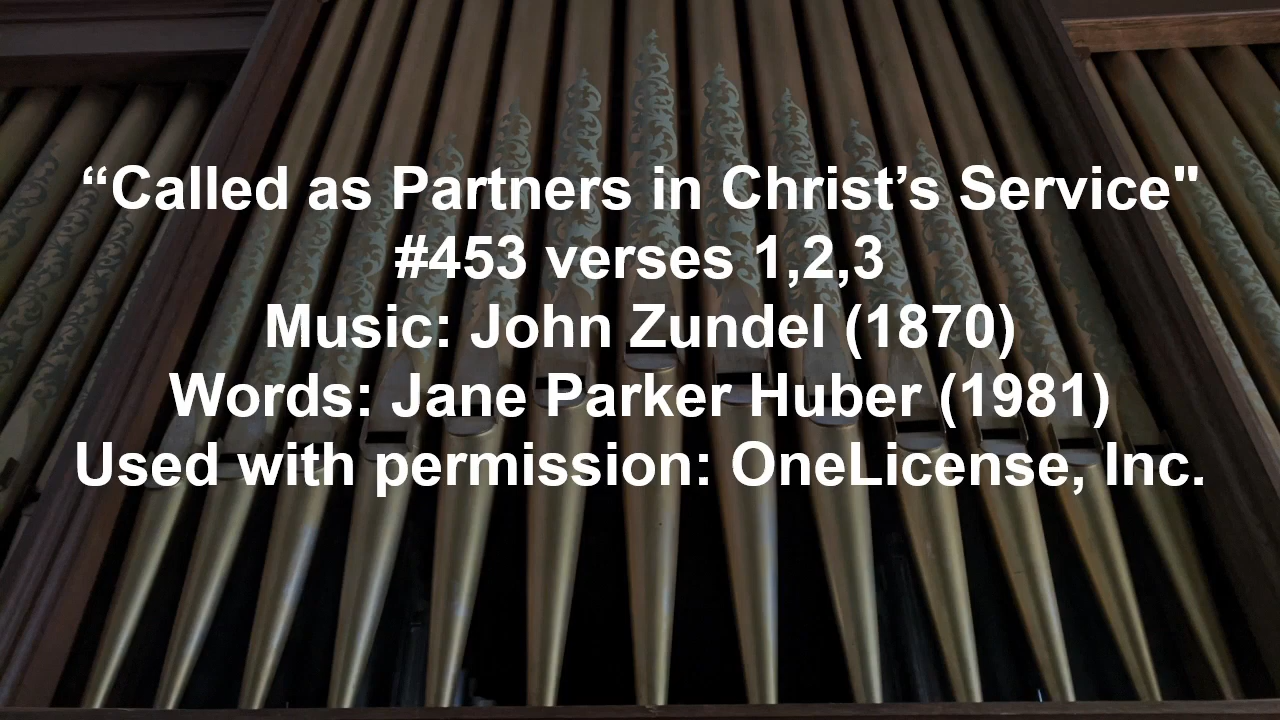 “Called as Partners in Christ’s Service"
#453 verses 1,2,3
Music: John Zundel (1870)
Words: Jane Parker Huber (1981)
Used with permission: OneLicense, Inc.